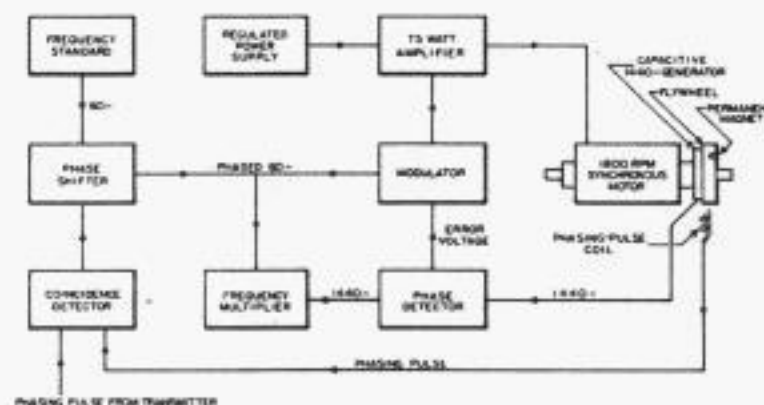 FREQUENCY
STANDARD
REGULATED
POWER
SUPPLY
75 WATT
AMPLIFIER
CAPACITIVE
1440~GENERATOR
FLYWHEEL
PERMANENT
MAGNET
60~
PHASE
SHIFTER
PHASED 60~
MODULATOR
1800 RPM
SYNCHRONOUS
MOTOR
ERROR
VOLTAGE
PHASING-PULSE
COIL
COINCIDENCE
DETECTOR
FREQUENCY
MULTIPLIER
1440~
PHASE
DETECTOR
1440~
PHASING PULSE
PHASING PULSE FROM TRANSMITTER